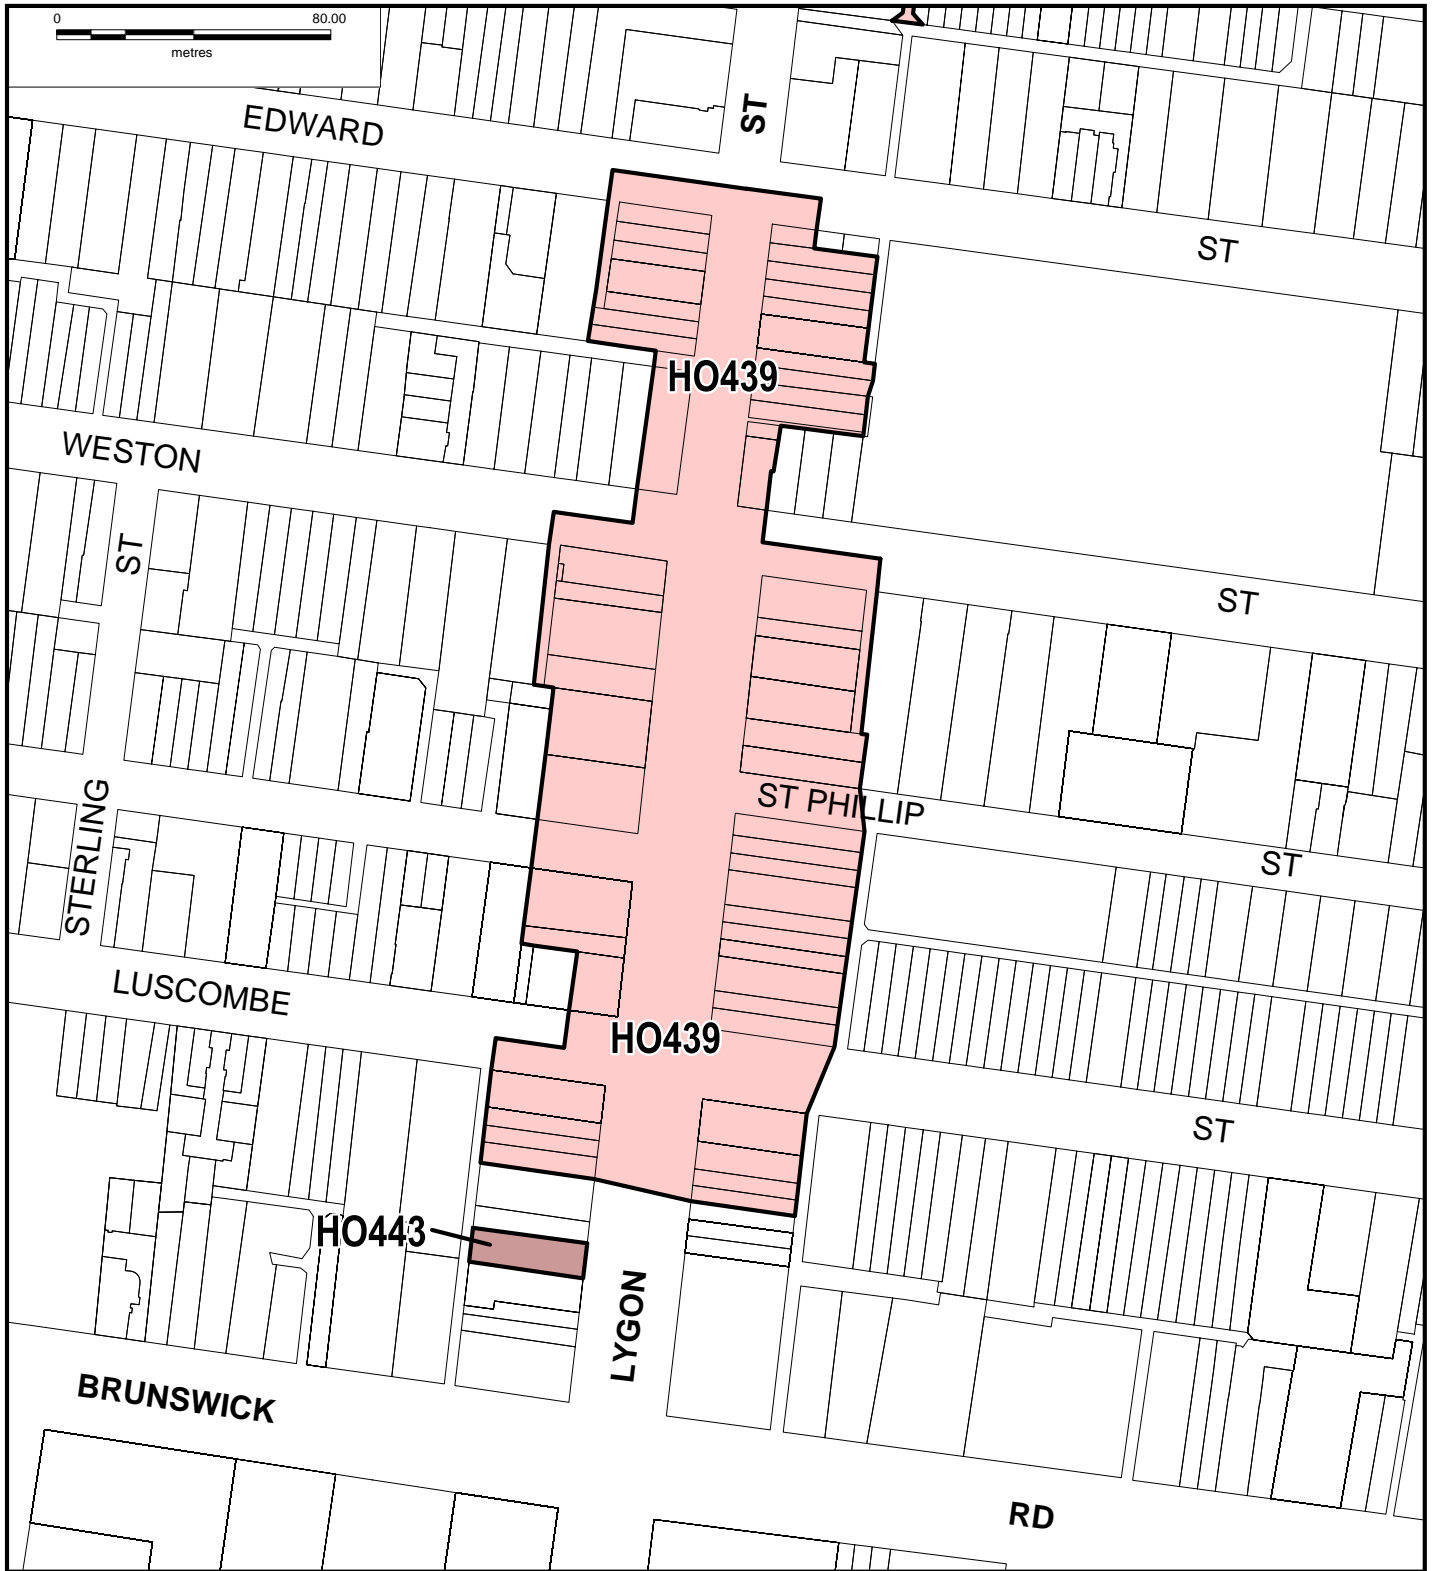 0 80.00
metres
EDWARD
ST
ST
HO439
WESTON
ST
ST
ST PHILLIP
ST
STERLING
LUSCOMBE
HO439
ST
HO443
LYGON
BRUNSWICK
RD